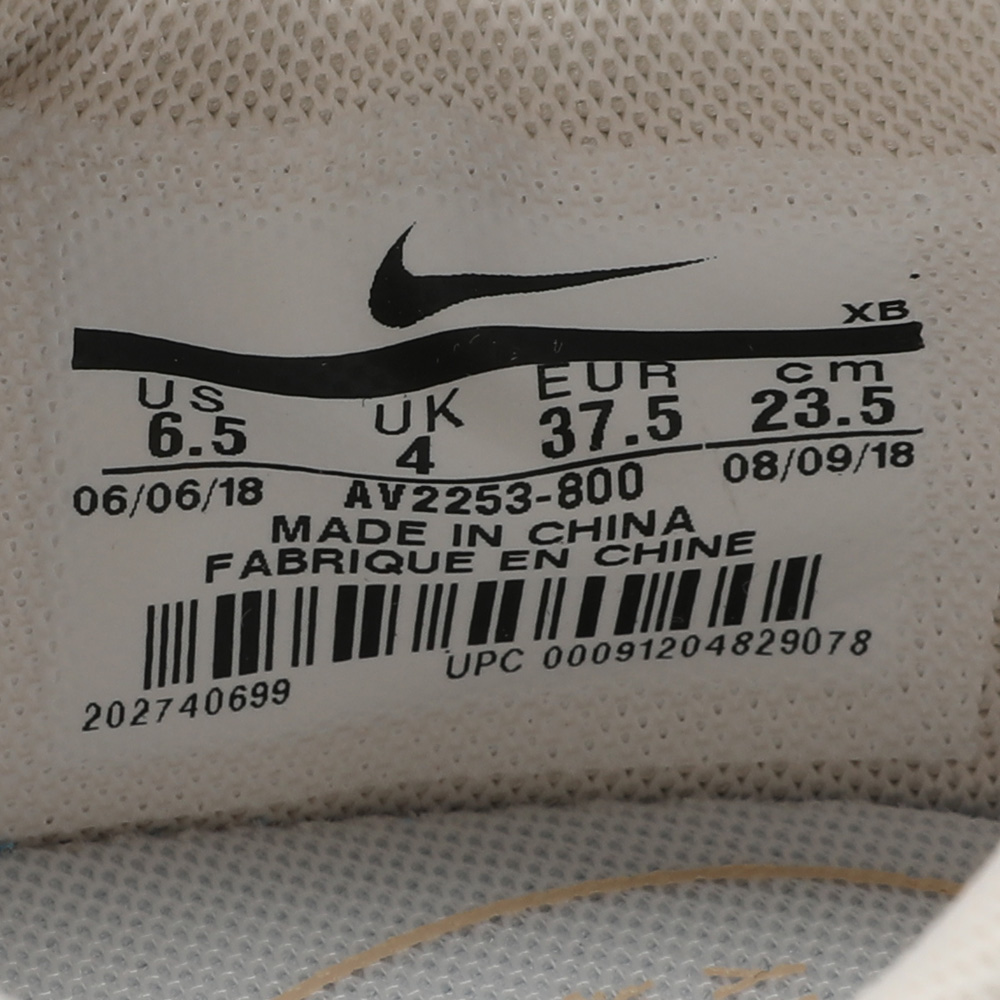 XB
US UK EUR cm
6.5 4 37.5 23.5
06/06/18 AV2253-800 08/09/18
MADE IN CHINA
FABRIQUE EN CHINE
UPC 00091204829078
202740699